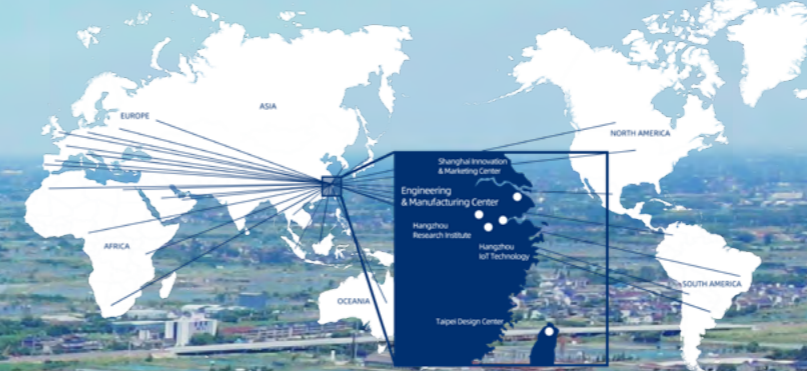 EUROPE
ASIA
NORTH AMERICA
AFRICA
OCEANIA
SOUTH AMERICA
Shanghai Innovation
& Marketing Center
Engineering
& Manufacturing Center
Hangzhou
Research Institute
Hangzhou
IoT Technology
Taipei Design Center